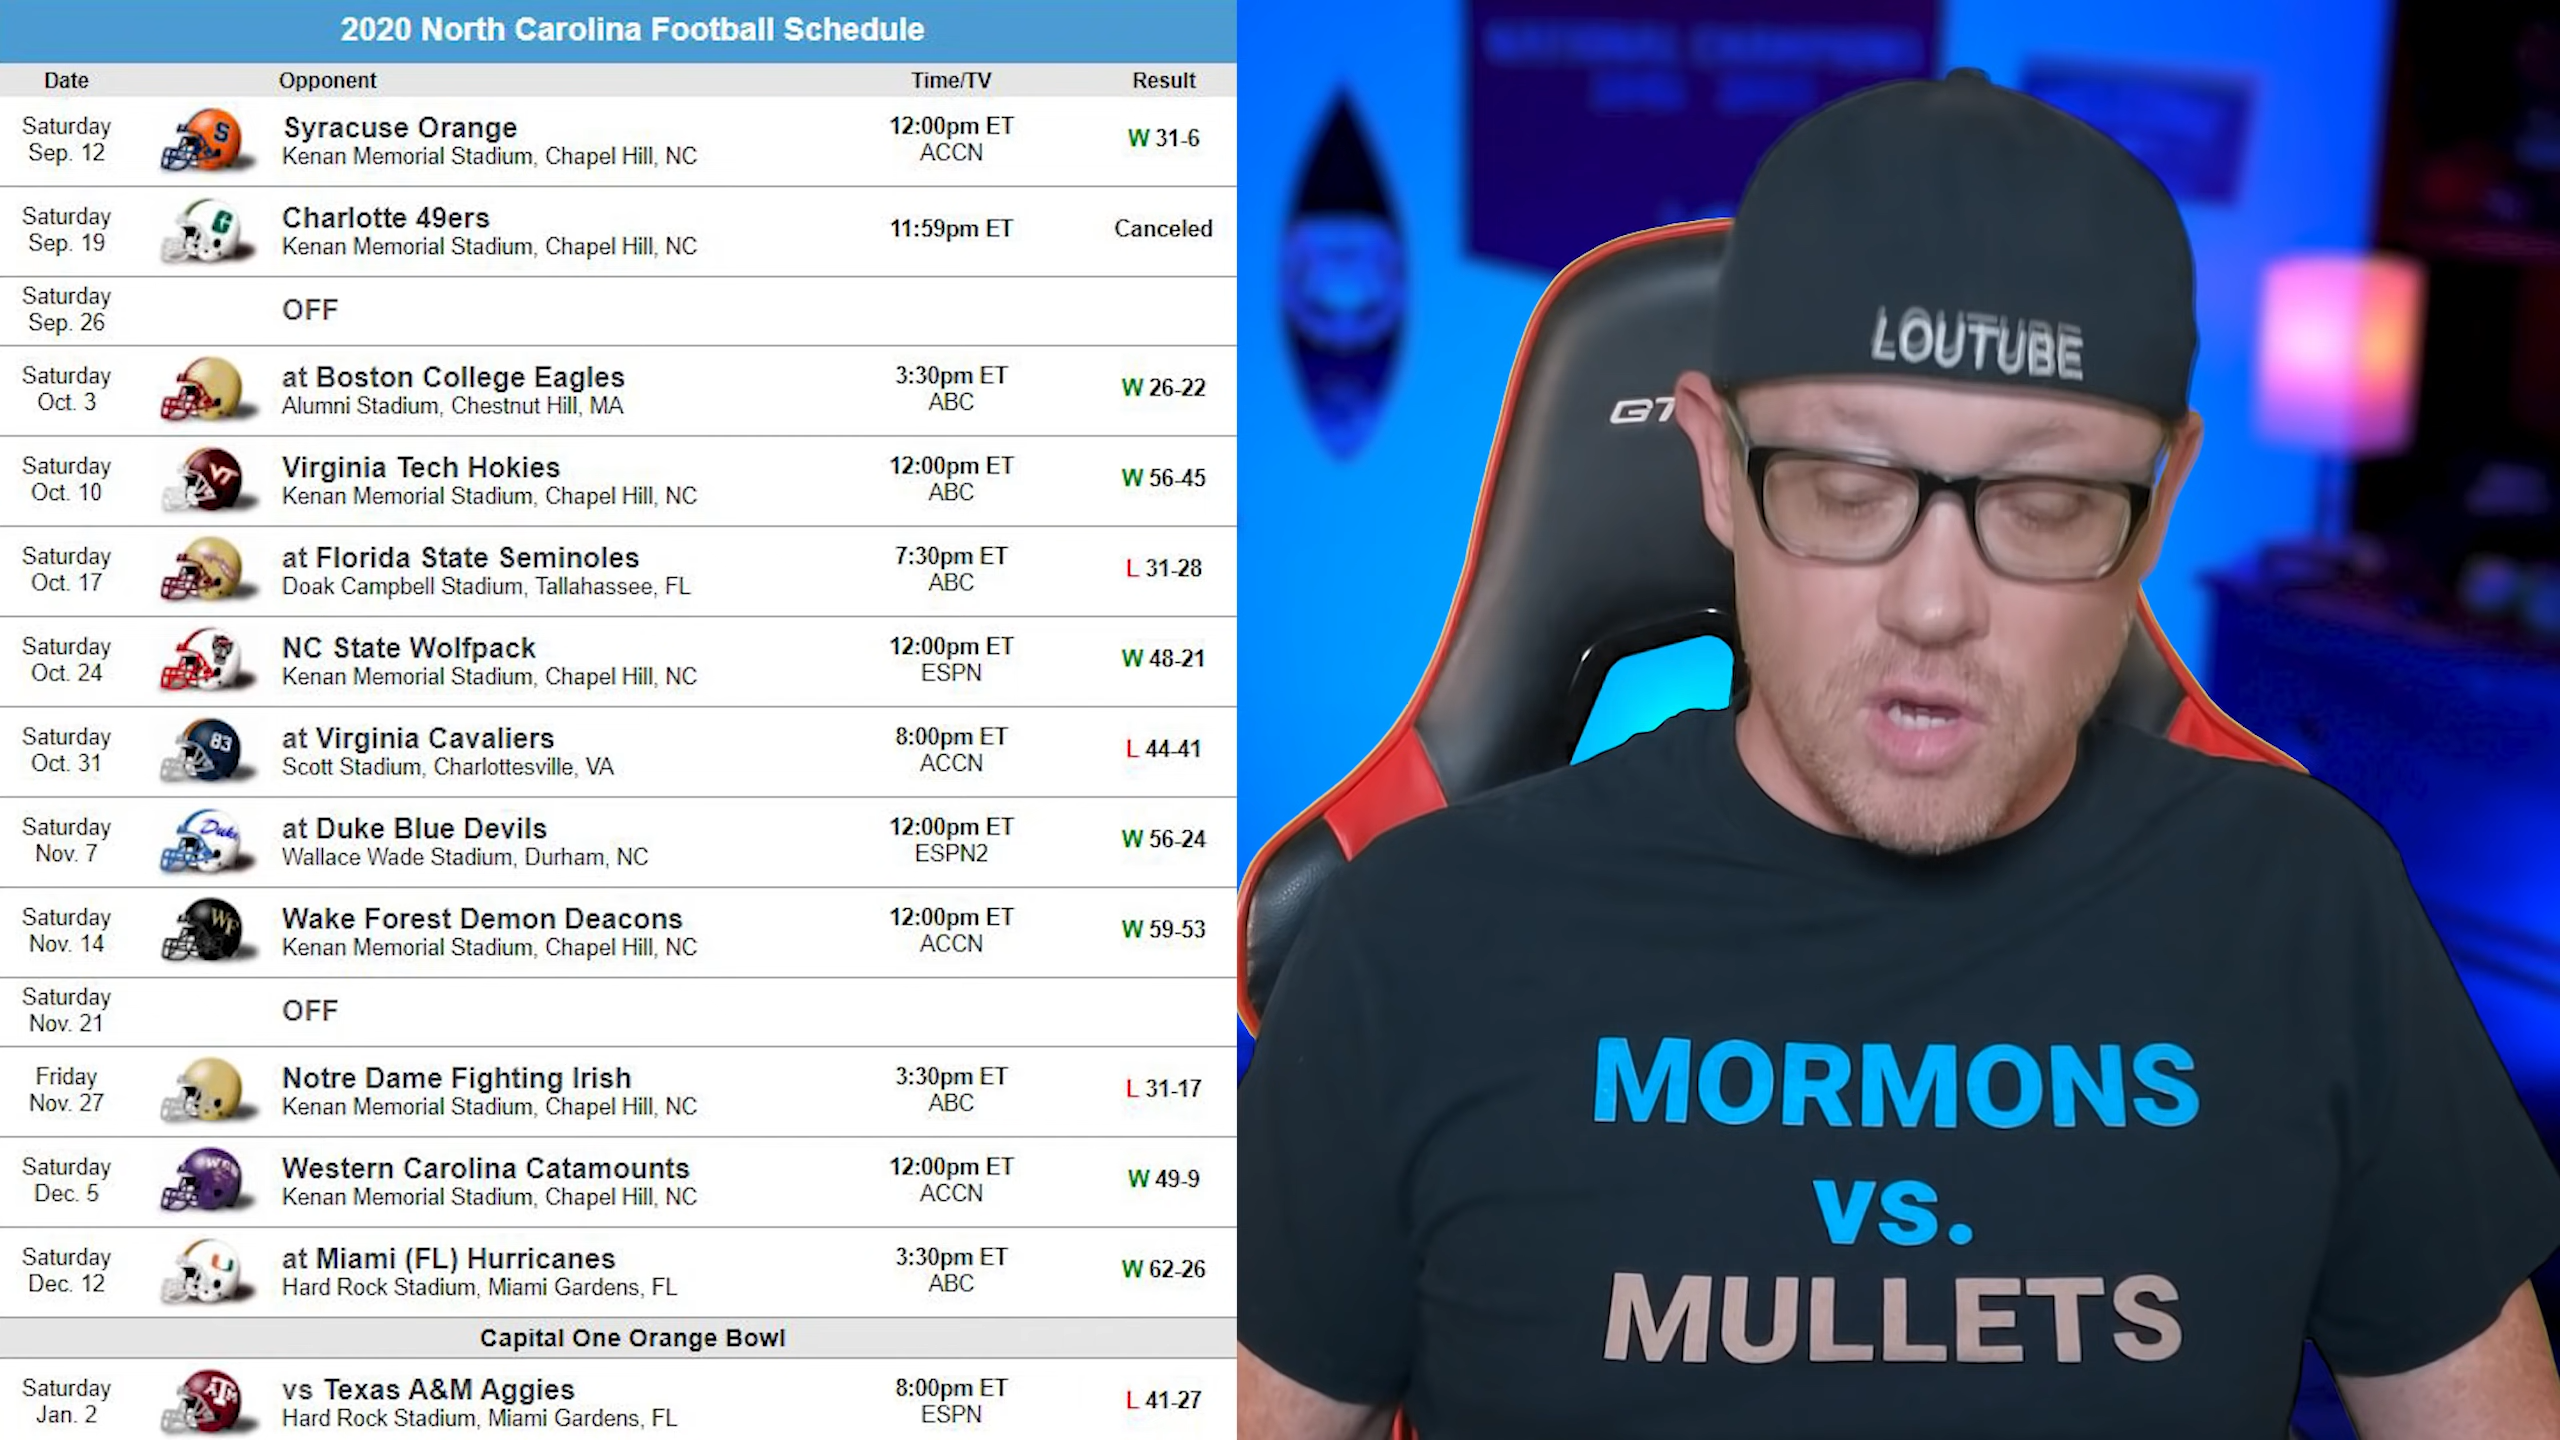 2020 North Carolina Football Schedule
Date Opponent Time/TV Result
Saturday Sep. 12 Syracuse Orange 12:00pm ET W 31-6
Kenan Memorial Stadium, Chapel Hill, NC ACCN
Saturday Sep. 19 Charlotte 49ers 11:59pm ET Canceled
Kenan Memorial Stadium, Chapel Hill, NC
Saturday Sep. 26 OFF
Saturday Oct. 3 at Boston College Eagles 3:30pm ET W 26-22
Alumni Stadium, Chestnut Hill, MA ABC
Saturday Oct. 10 Virginia Tech Hokies 12:00pm ET W 56-45
Kenan Memorial Stadium, Chapel Hill, NC ABC
Saturday Oct. 17 at Florida State Seminoles 7:30pm ET L 31-28
Doak Campbell Stadium, Tallahassee, FL ABC
Saturday Oct. 24 NC State Wolfpack 12:00pm ET W 48-21
Kenan Memorial Stadium, Chapel Hill, NC ESPN
Saturday Oct. 31 at Virginia Cavaliers 8:00pm ET L 44-41
Scott Stadium, Charlottesville, VA ACCN
Saturday Nov. 7 at Duke Blue Devils 12:00pm ET W 56-24
Wallace Wade Stadium, Durham, NC ESPN2
Saturday Nov. 14 Wake Forest Demon Deacons 12:00pm ET W 59-53
Kenan Memorial Stadium, Chapel Hill, NC ACCN
Saturday Nov. 21 OFF
Friday Nov. 27 Notre Dame Fighting Irish 3:30pm ET L 31-17
Kenan Memorial Stadium, Chapel Hill, NC ABC
Saturday Dec. 5 Western Carolina Catamounts 12:00pm ET W 49-9
Kenan Memorial Stadium, Chapel Hill, NC ACCN
Saturday Dec. 12 at Miami (FL) Hurricanes 3:30pm ET W 62-26
Hard Rock Stadium, Miami Gardens, FL ABC
Capital One Orange Bowl
Saturday Jan. 2 vs Texas A&M Aggies 8:00pm ET L 41-27
Hard Rock Stadium, Miami Gardens, FL ESPN
NATIONAL CHAMPIONS
LOUTUBE
GT
MORMONS
vs.
MULLETS